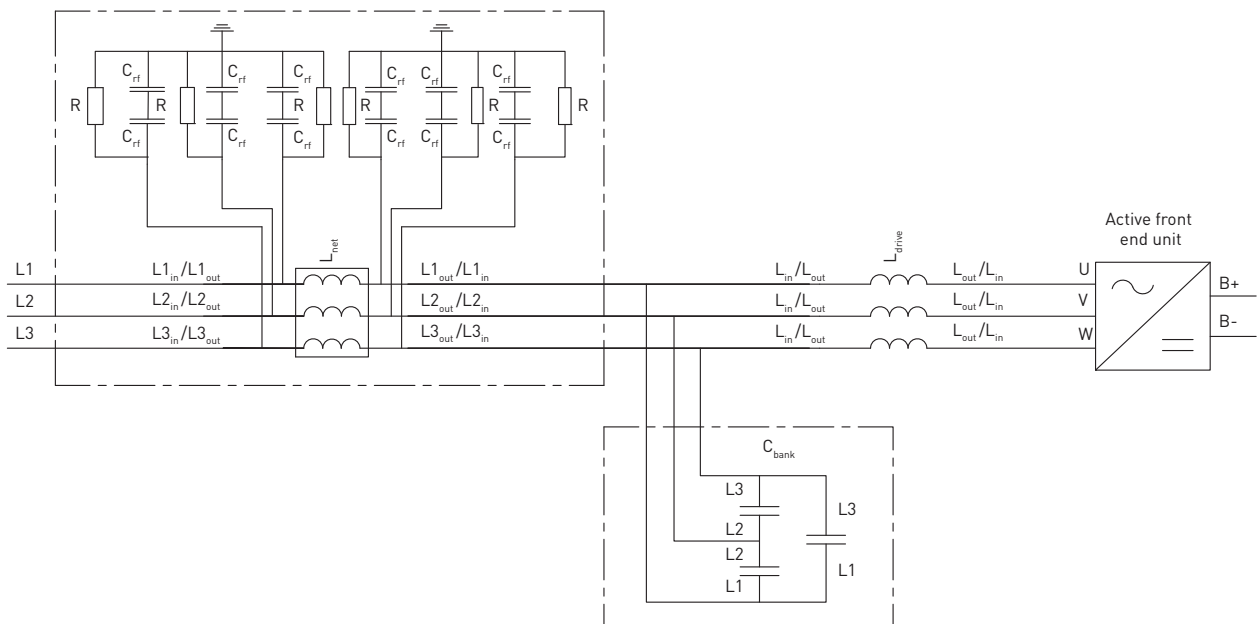 C_rf C_rf C_rf C_rf C_rf C_rf
R R R R R R
C_rf C_rf C_rf C_rf C_rf C_rf
L_net
L_drive
Active front
end unit
L1 L1_in/L1_out L1_out/L1_in L_in/L_out L_out/L_in U
B+
L2 L2_in/L2_out L2_out/L2_in L_in/L_out L_out/L_in V
B-
L3 L3_in/L3_out L3_out/L3_in L_in/L_out L_out/L_in W
C_bank
L3
L3
L2
L2
L1
L1